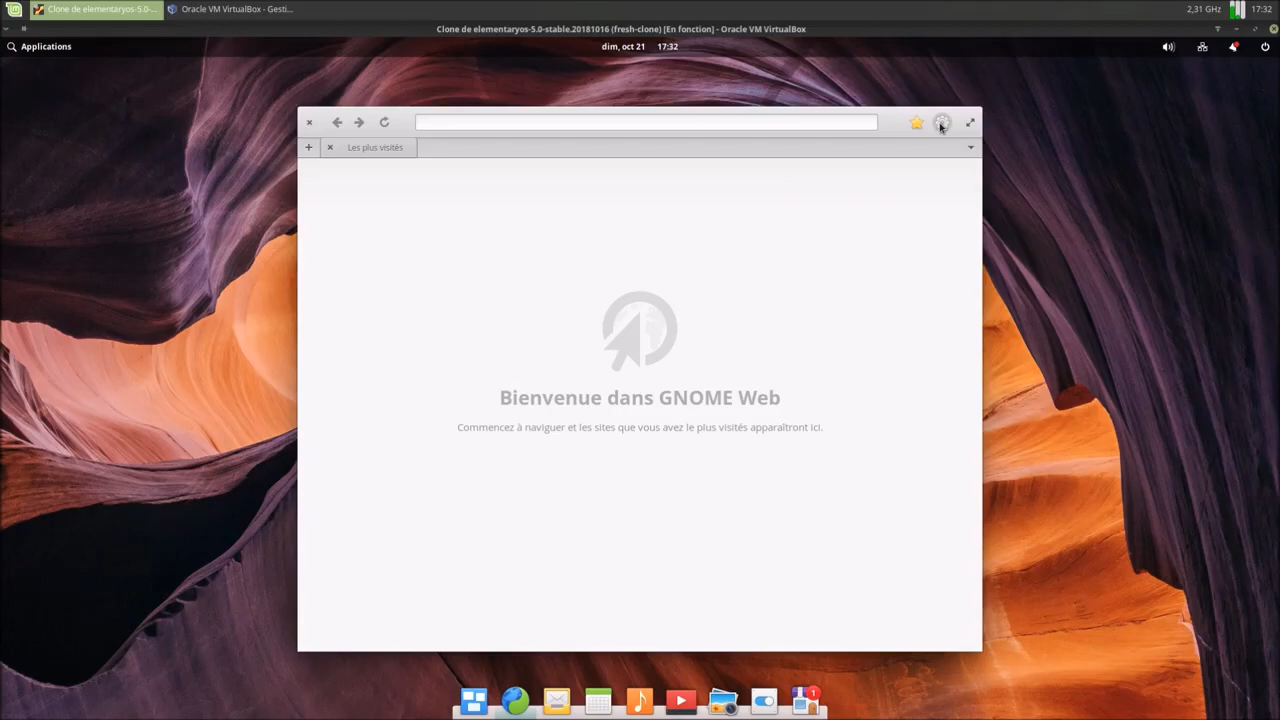 Clone de elementaryos-5.0-...
Oracle VM VirtualBox - Gesti...
2,31 GHz
17:32
Clone de elementaryos-5.0-stable.20181016 (fresh-clone) [En fonction] - Oracle VM VirtualBox
Applications
dim, oct 21 17:32
Les plus visités
Bienvenue dans GNOME Web
Commencez à naviguer et les sites que vous avez le plus visités apparaîtront ici.
1